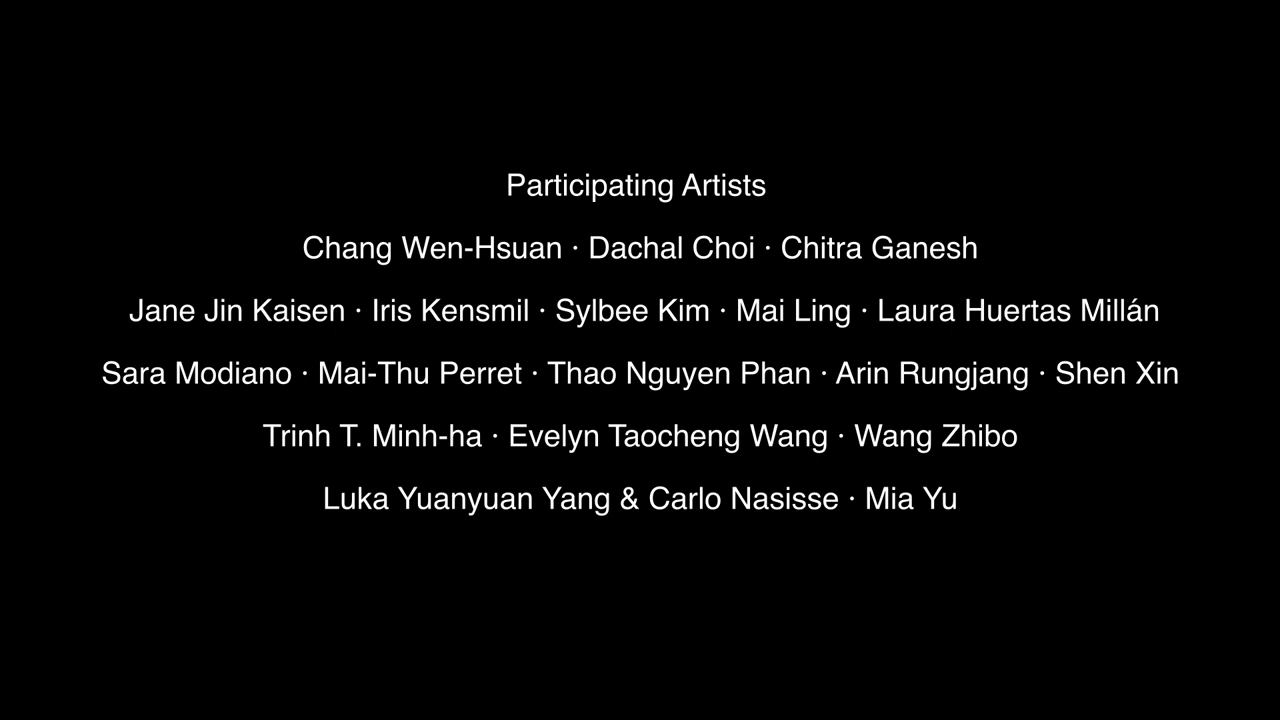 Participating Artists
Chang Wen-Hsuan · Dachal Choi · Chitra Ganesh
Jane Jin Kaisen · Iris Kensmil · Sylbee Kim · Mai Ling · Laura Huertas Millán
Sara Modiano · Mai-Thu Perret · Thao Nguyen Phan · Arin Rungjang · Shen Xin
Trinh T. Minh-ha · Evelyn Taocheng Wang · Wang Zhibo
Luka Yuanyuan Yang & Carlo Nasisse · Mia Yu